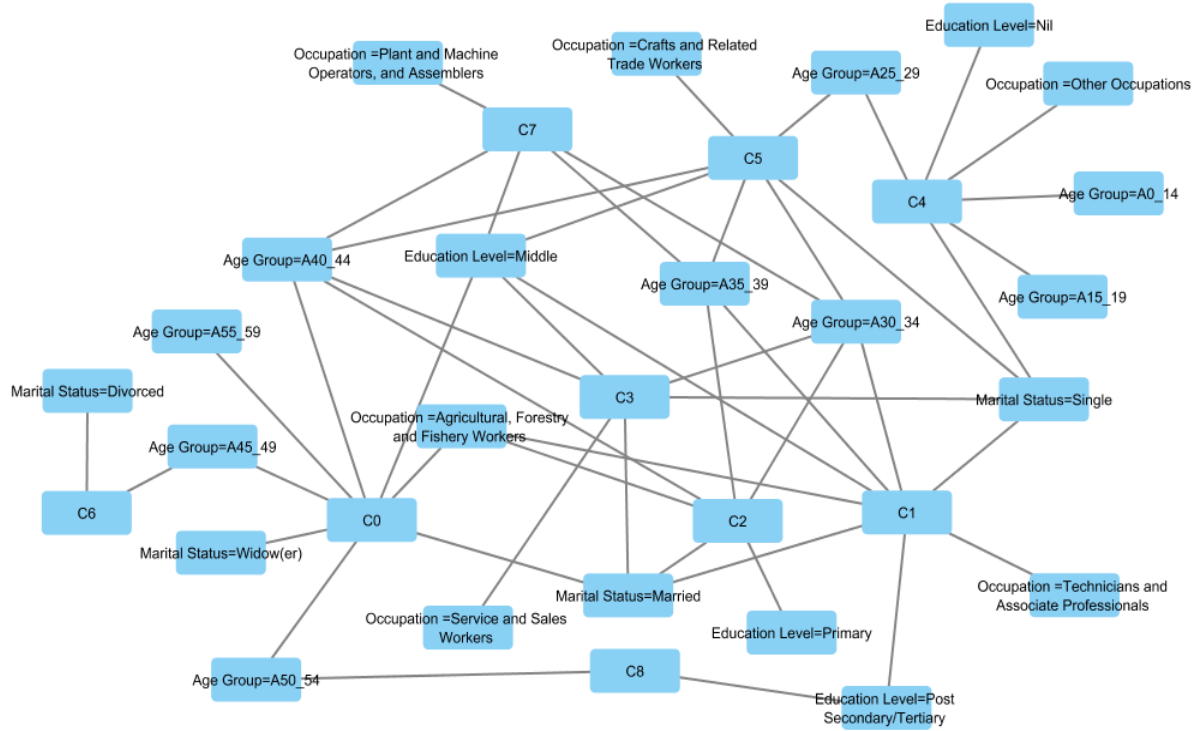 Education Level=Nil
Occupation =Plant and Machine
Operators, and Assemblers
Occupation =Crafts and Related
Trade Workers
Age Group=A25_29
Occupation =Other Occupations
C7
C5
Age Group=A0_14
C4
Age Group=A40_44
Education Level=Middle
Age Group=A35_39
Age Group=A15_19
Age Group=A30_34
Age Group=A55_59
Marital Status=Divorced
C3
Marital Status=Single
Occupation =Agricultural, Forestry
and Fishery Workers
Age Group=A45_49
C6
C0
C2
C1
Marital Status=Widow(er)
Marital Status=Married
Occupation =Technicians and
Associate Professionals
Occupation =Service and Sales
Workers
Education Level=Primary
Age Group=A50_54
C8
Education Level=Post
Secondary/Tertiary